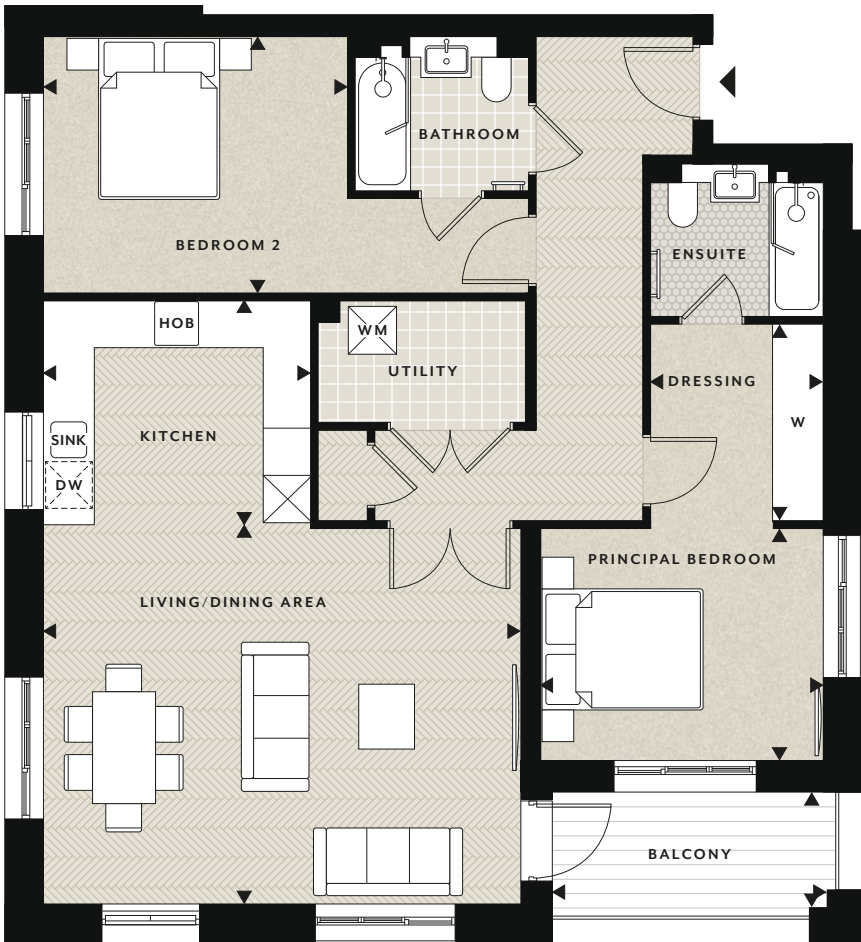 BATHROOM
BEDROOM 2
ENSUITE
HOB
WM
UTILITY
DRESSING
W
KITCHEN
SINK
DW
PRINCIPAL BEDROOM
LIVING/DINING AREA
BALCONY